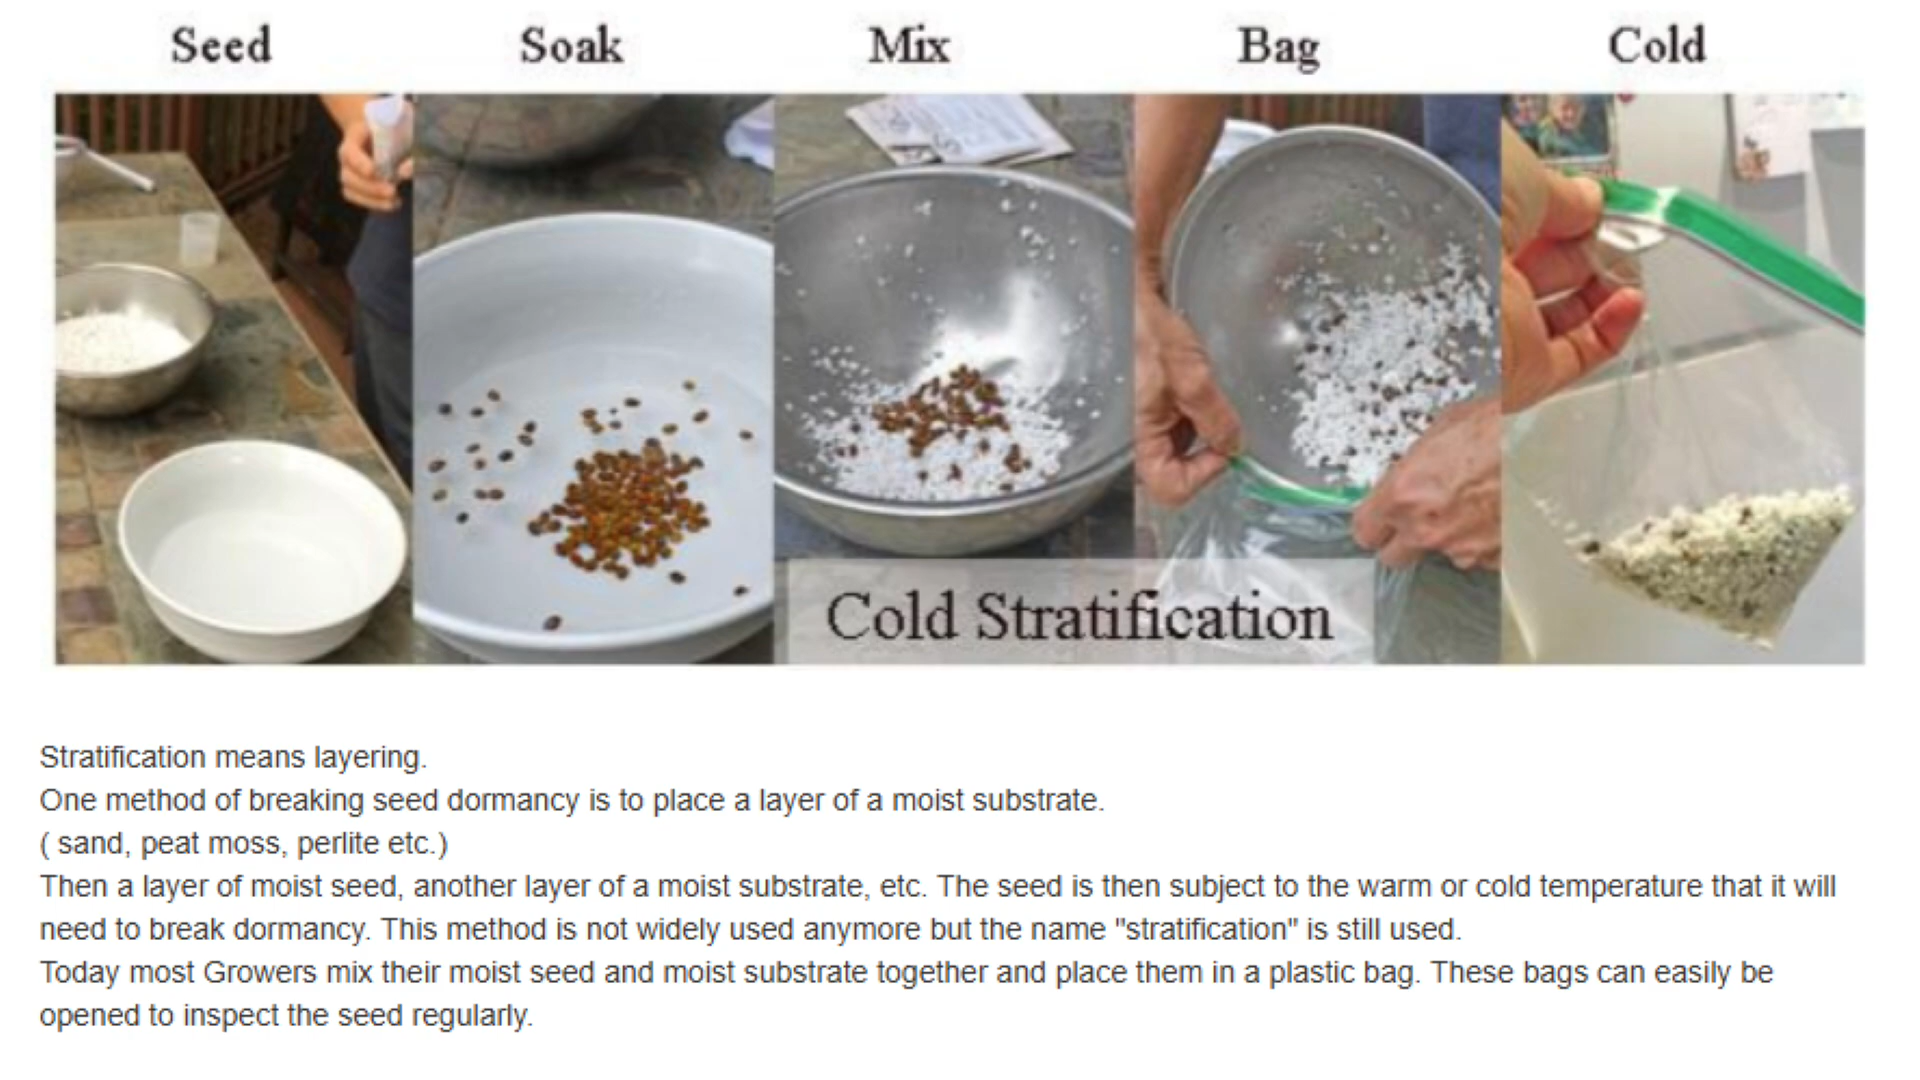 Seed Soak Mix Bag Cold
Cold Stratification
Stratification means layering.
One method of breaking seed dormancy is to place a layer of a moist substrate.
( sand, peat moss, perlite etc.)
Then a layer of moist seed, another layer of a moist substrate, etc. The seed is then subject to the warm or cold temperature that it will
need to break dormancy. This method is not widely used anymore but the name "stratification" is still used.
Today most Growers mix their moist seed and moist substrate together and place them in a plastic bag. These bags can easily be
opened to inspect the seed regularly.